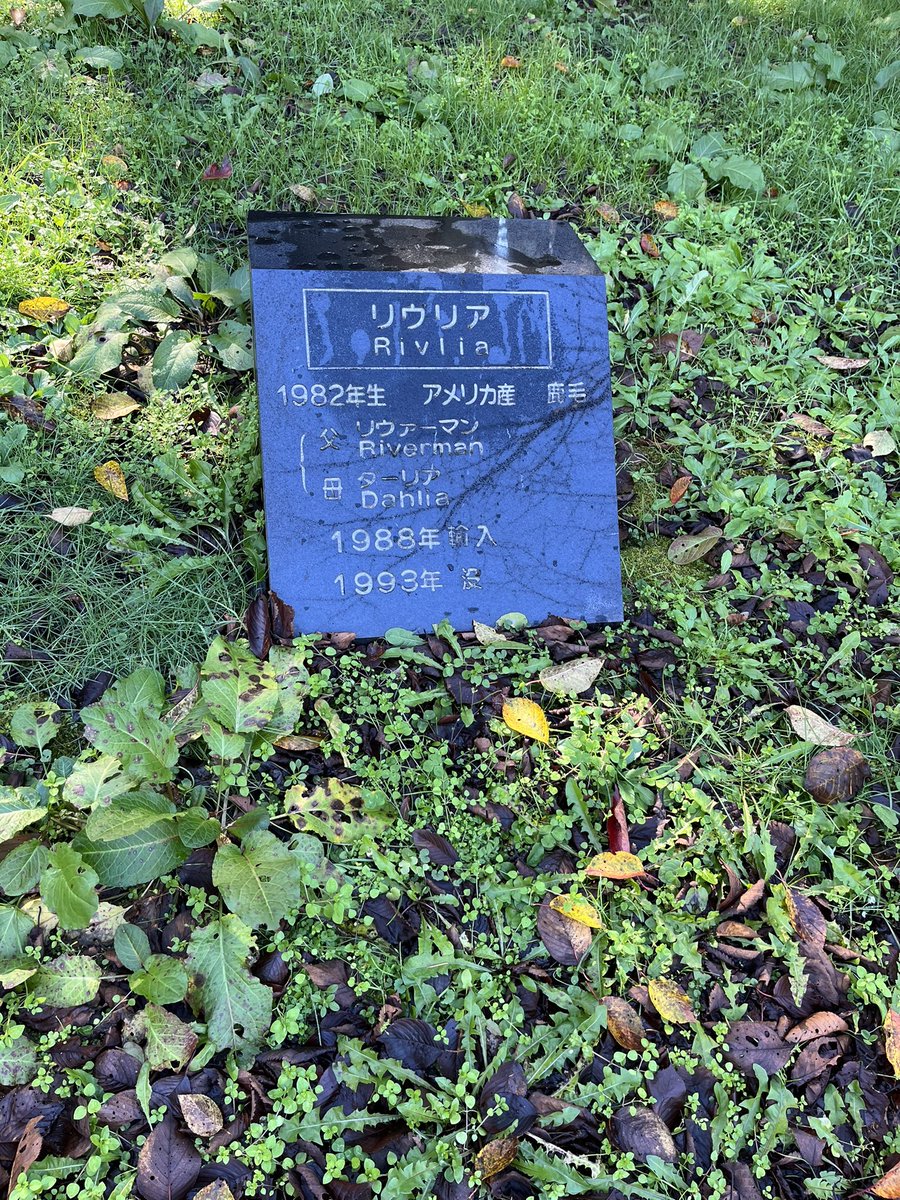 リウリア
Rivlia
1982年生 アメリカ産 鹿毛
父 リウァーマン
Riverman
母 ターリア
Dahlia
1988年 輸入
1993年 没